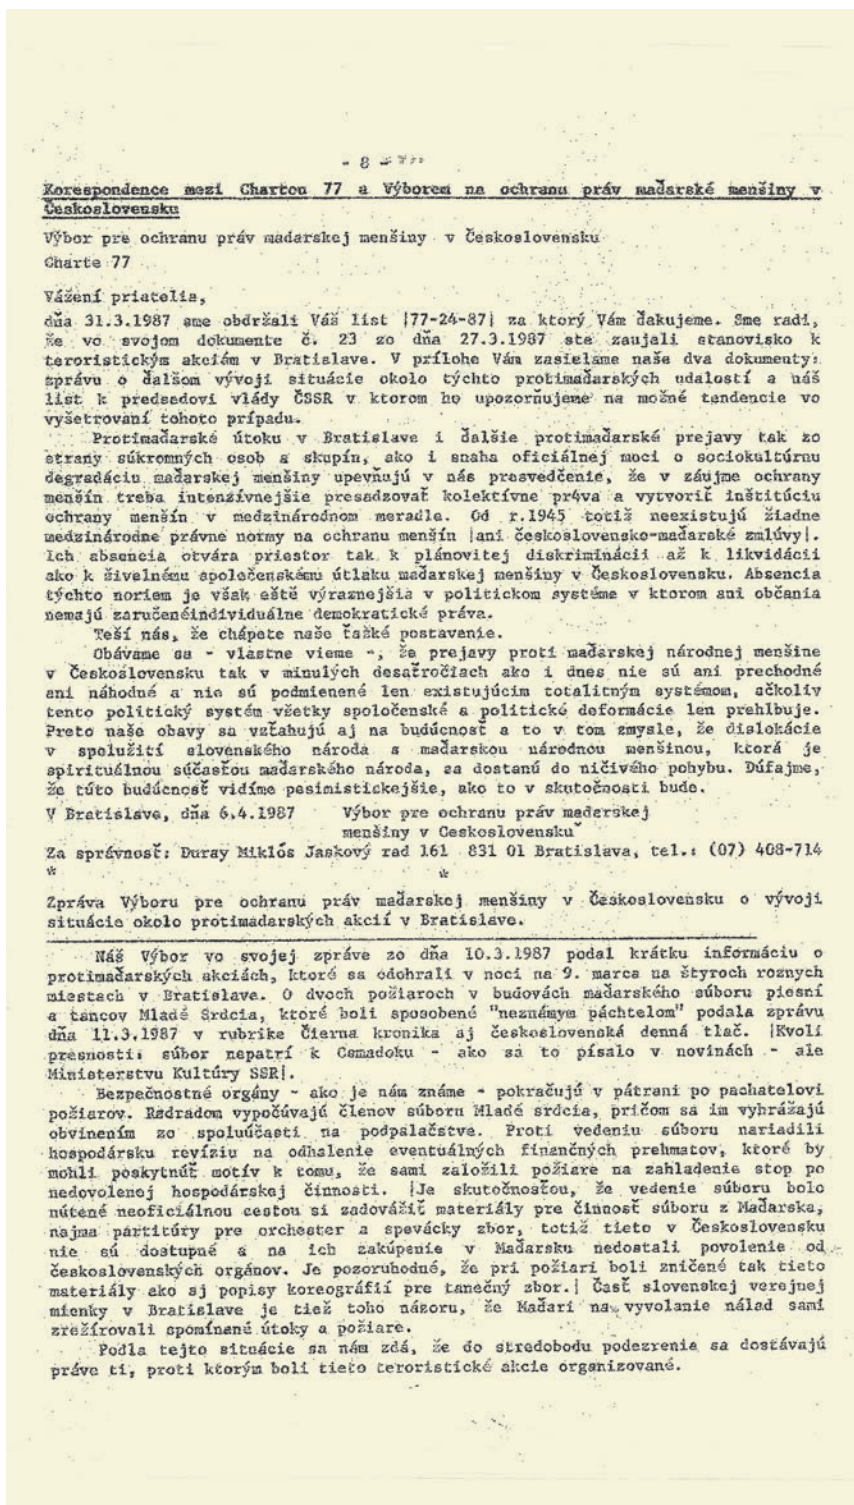 - 8 -
Korespondence mezi Chartou 77 a Výborem na ochranu práv maďarské menšiny v
Československu
Výbor pre ochranu práv maďarskej menšiny v Československu
Charte 77
Vážení priatelia,
dňa 31.3.1987 sme obdržali Váš list |77-24-87| za ktorý Vám ďakujeme. Sme radi,
že vo svojom dokumente č. 23 zo dňa 27.3.1987 ste zaujali stanovisko k
teroristickým akciám v Bratislave. V prílohe Vám zasielame naše dva dokumenty:
správu o ďalšom vývoji situácie okolo týchto protimaďarských udalostí a náš
list k predsedovi vlády ČSSR v ktorom ho upozorňujeme na možné tendencie vo
vyšetrovaní tohoto prípadu.
Protimaďarské útoku v Bratislave i ďalšie protimaďarské prejavy tak zo
strany súkromných osob a skupín, ako i snaha oficiálnej moci o sociokultúrnu
degradáciu maďarskej menšiny upevňujú v nás presvedčenie, že v záujme ochrany
menšín treba intenzívnejšie presadzovať kolektívne práva a vytvoriť inštitúciu
ochrany menšín v medzinárodnom meradle. Od r.1945 totiž neexistujú žiadne
medzinárodne právne normy na ochranu menšín |ani československo-maďarské zmlúvy|.
Ich absencia otvára priestor tak k plánovitej diskriminácii až k likvidácii
ako k živelnému spoločenskému útlaku maďarskej menšiny v Československu. Absencia
týchto noriem je však eště výraznejšia v politickom systéme v ktorom ani občania
nemajú zaručenéindividuálne demokratické práva.
Teší nás, že chápete naše ťažké postavenie.
Obávame sa - vlastne vieme -, že prejavy proti maďarskej národnej menšine
v Československu tak v minulých desaťročiach ako i dnes nie sú ani prechodné
ani náhodné a nie sú podmienené len existujúcim totalitným systémom, ačkoliv
tento politický systém všetky spoločenské a politické deformácie len prehlbuje.
Preto naše obavy sa vzťahujú aj na budúcnosť a to v tom zmysle, že dislokácie
v spolužití slovenského národa s maďarskou národnou menšinou, ktorá je
spirituálnou súčasťou maďarského národa, sa dostanú do ničivého pohybu. Dúfajme,
že túto budúcnosť vidíme pesimistickejšie, ako to v skutočnosti bude.
V Bratislave, dňa 6.4.1987 Výbor pre ochranu práv maďarskej
menšiny v Československu
Za správnosť: Duray Miklós Jaskový rad 161 831 01 Bratislava, tel.: (07) 408-714
* *
Zpráva Výboru pre ochranu práv maďarskej menšiny v Československu o vývoji
situácie okolo protimaďarských akcií v Bratislave.
Náš Výbor vo svojej zpráve zo dňa 10.3.1987 podal krátku informáciu o
protimaďarských akciách, ktoré sa odohrali v noci na 9. marca na štyroch roznych
miestach v Bratislave. O dvoch požiaroch v budovách maďarského súboru piesní
a tancov Mladé Srdcia, ktoré boli sposobené "neznámym páchteľom" podala zprávu
dňa 11.3.1987 v rubrike Čierna kronika aj československá denná tlač. |Kvoli
presnosti: súbor nepatrí k Csmadoku - ako sa to písalo v novinách - ale
Ministerstvu Kultúry SSR|.
Bezpečnostné orgány - ako je nám známe - pokračujú v pátraní po pachateľovi
požiarov. Radradom vypočúvajú členov súboru Mladé srdcia, pričom sa im vyhrážajú
obvinením zo spoluúčasti na podpaľačstve. Proti vedeniu súboru nariadili
hospodársku revíziu na odhalenie eventuálnych finančných prehmatov, ktoré by
mohli poskytnúť motív k tomu, že sami založili požiare na zahladenie stop po
nedovolenej hospodárskej činnosti. |Je skutočnosťou, že vedenie súboru bolo
nútené neoficiálnou cestou si zadovážiť materiály pre činnosť súboru z Maďarska,
najma partitúry pre orchester a spevácky zbor, totiž tieto v Československu
nie sú dostupné a na ich zakúpenie v Maďarsku nedostali povolenie od
československých orgánov. Je pozoruhodné, že pri požiari boli zničené tak tieto
materiály ako aj popisy koreografií pre tanečný zbor.| Časť slovenskej verejnej
mienky v Bratislave je tiež toho názoru, že Maďari na vyvolanie nálad sami
zrežírovali spomínané útoky a požiare.
Podľa tejto situácie sa nám zdá, že do stredobodu podezrenia sa dostávajú
práve tí, proti ktorým boli tieto teroristické akcie organizované.